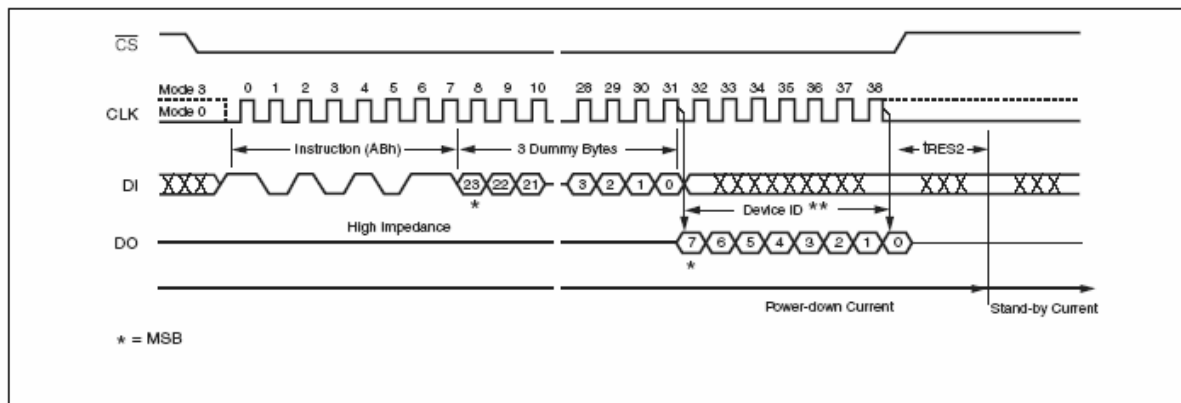 CS
Mode 3 0 1 2 3 4 5 6 7 8 9 10 28 29 30 31 32 33 34 35 36 37 38
CLK Mode 0
Instruction (ABh) 3 Dummy Bytes tRES2
DI XXX 23 22 21 3 2 1 0 XXXXXXXXX XXX XXX
* Device ID **
High Impedance
DO 7 6 5 4 3 2 1 0
*
Power-down Current Stand-by Current
* = MSB